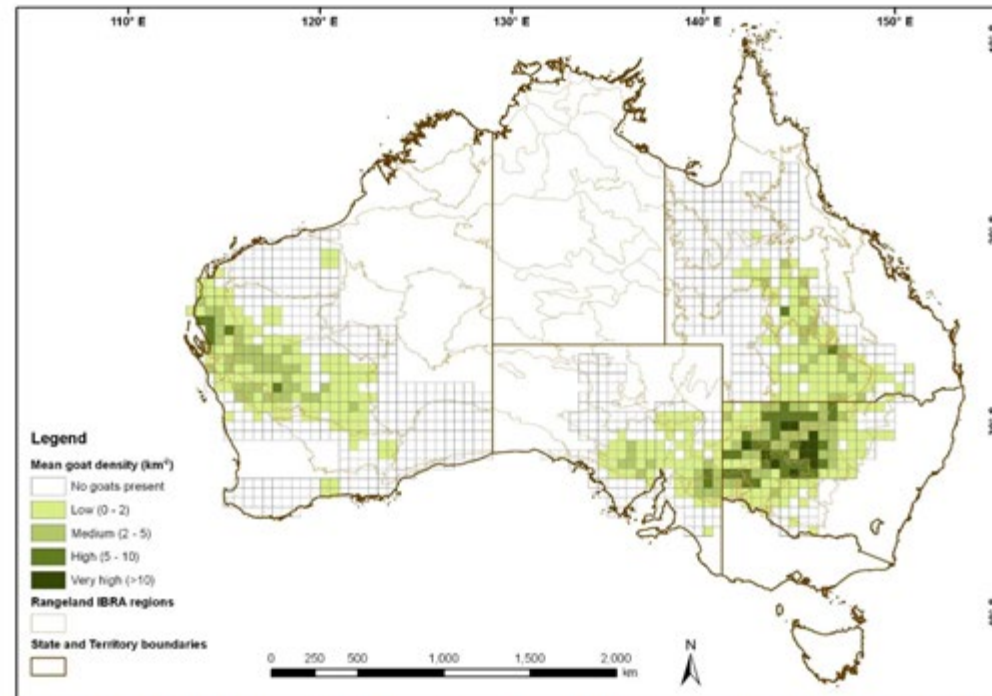 110° E 120° E 130° E 140° E 150° E
Legend
Mean goat density (km⁻²)
No goats present
Low (0 - 2)
Medium (2 - 5)
High (5 - 10)
Very high (>10)
Rangeland IBRA regions
State and Territory boundaries
0 250 500 1,000 1,500 2,000
km
N